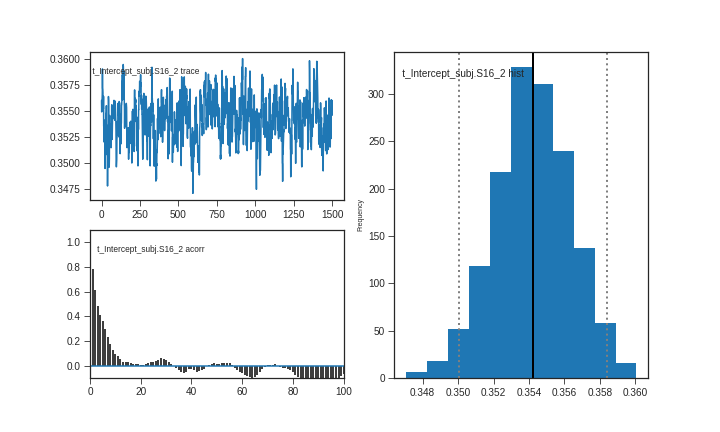 0.3600
0.3575
0.3550
0.3525
0.3500
0.3475
t_Intercept_subj.S16_2 trace
0 250 500 750 1000 1250 1500
1.0
0.8
0.6
0.4
0.2
0.0
t_Intercept_subj.S16_2 acorr
0 20 40 60 80 100
t_Intercept_subj.S16_2 hist
Frequency
300
250
200
150
100
50
0
0.348 0.350 0.352 0.354 0.356 0.358 0.360